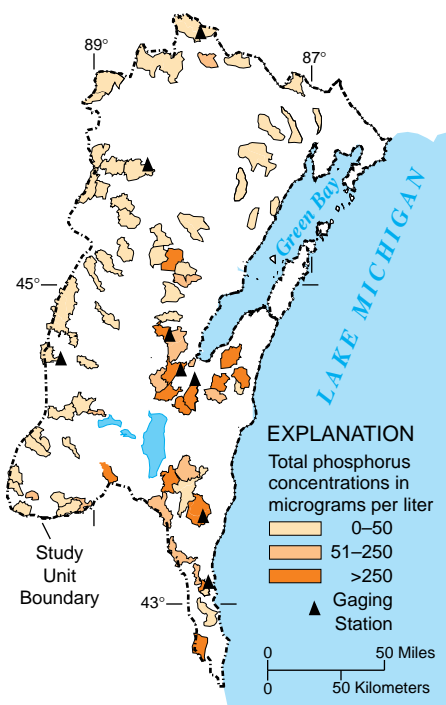 89°
87°
Green Bay
LAKE MICHIGAN
45°
EXPLANATION
Total phosphorus
concentrations in
micrograms per liter
0–50
51–250
>250
Gaging
Station
Study
Unit
Boundary
43°
0 50 Miles
0 50 Kilometers